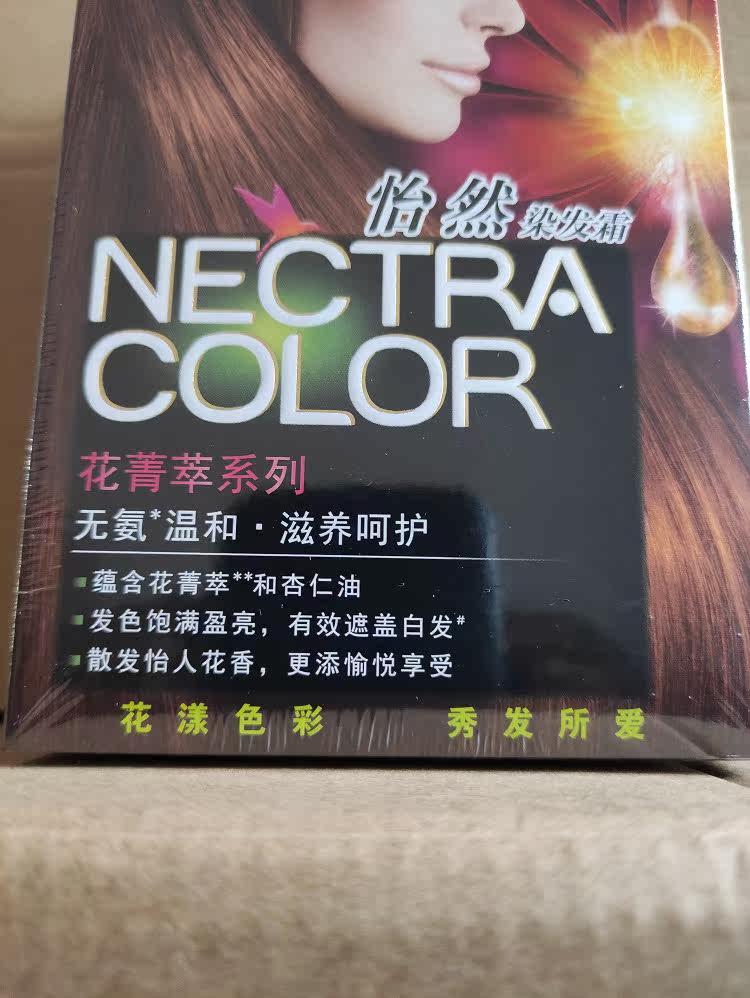 怡然染发霜
NECTRA
COLOR
花菁萃系列
无氨*温和·滋养呵护
蕴含花菁萃**和杏仁油
发色饱满盈亮，有效遮盖白发#
散发怡人花香，更添愉悦享受
花漾色彩 秀发所爱